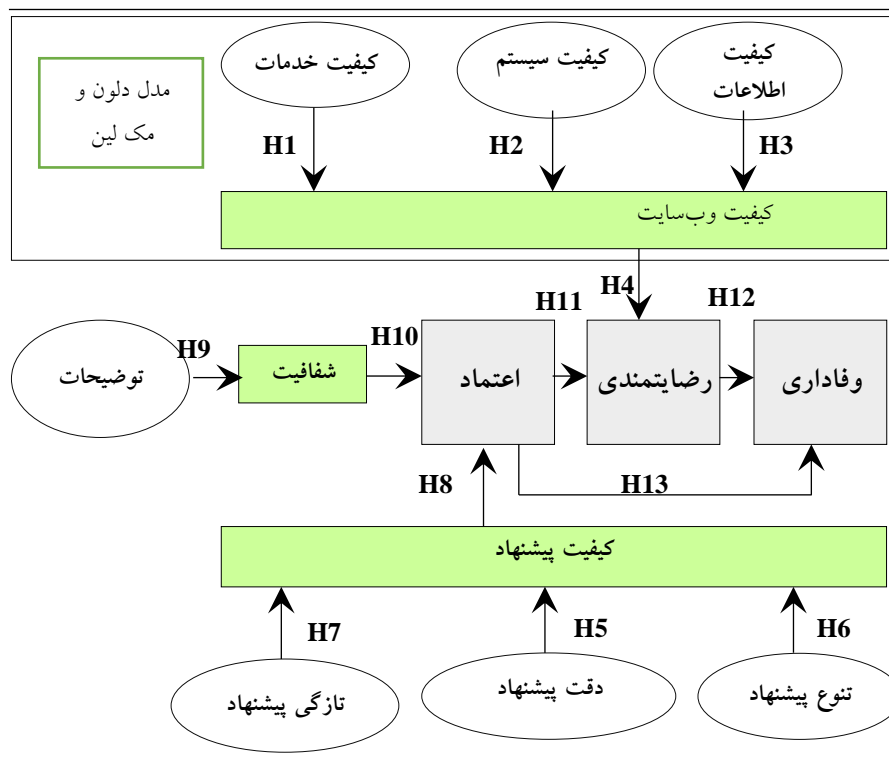 مدل دلون و
مک لین
کیفیت خدمات
کیفیت سیستم
کیفیت
اطلاعات
H1
H2
H3
کیفیت وب‌سایت
H4
H11
H12
H9
H10
توضیحات
شفافیت
اعتماد
رضایتمندی
وفاداری
H8
H13
کیفیت پیشنهاد
H7
H5
H6
تازگی پیشنهاد
دقت پیشنهاد
تنوع پیشنهاد